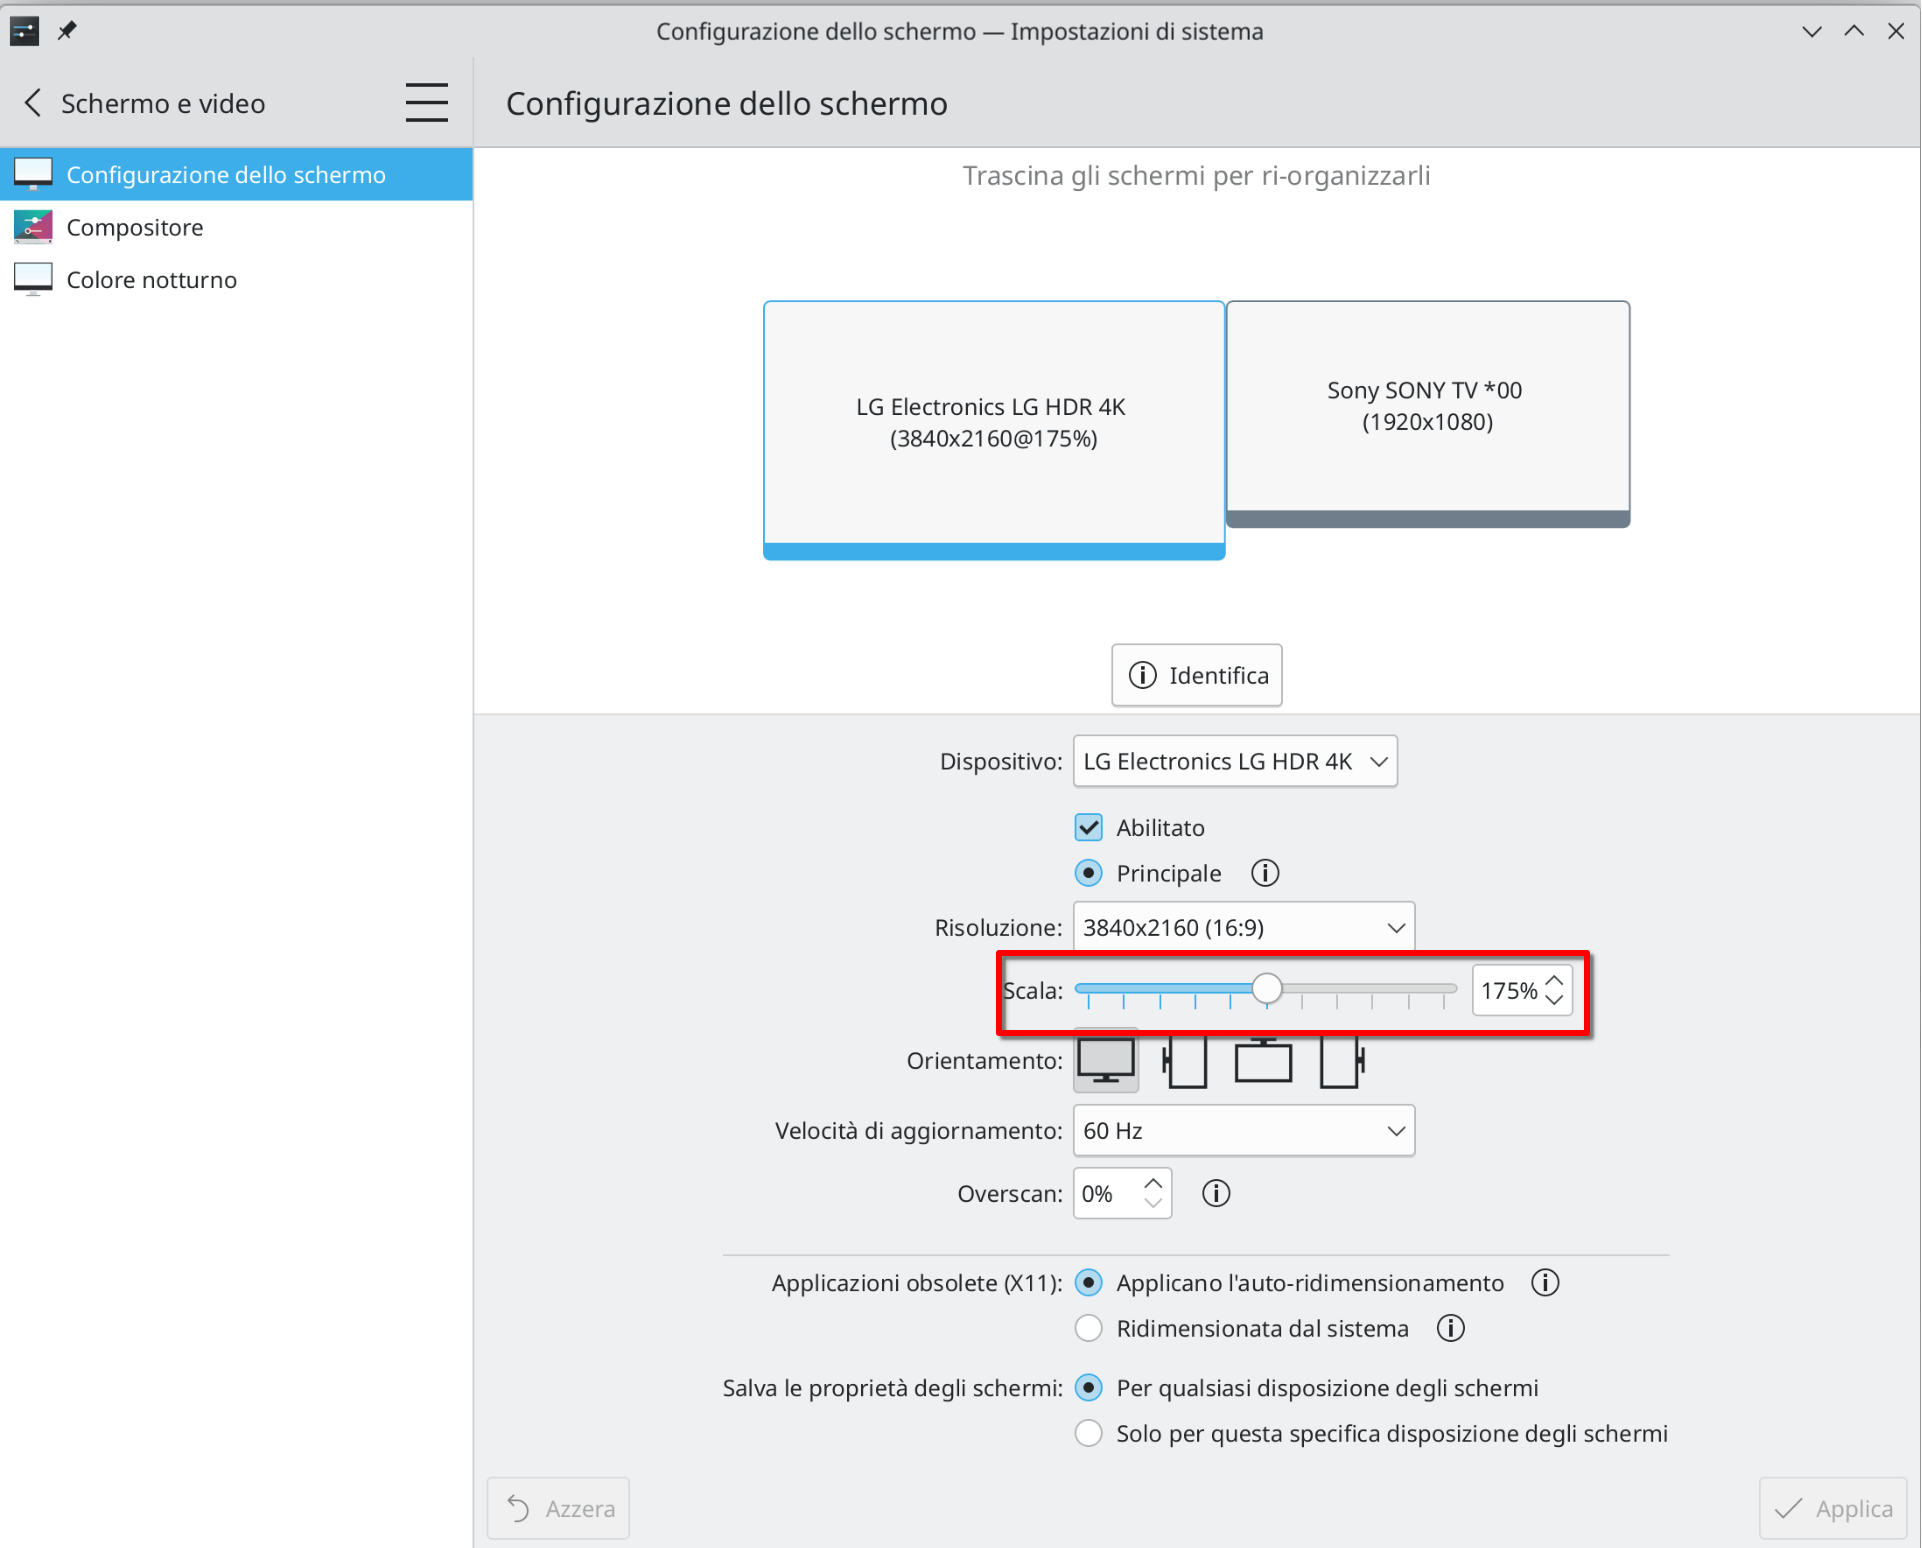 Configurazione dello schermo — Impostazioni di sistema
Schermo e video
Configurazione dello schermo
Configurazione dello schermo
Compositore
Colore notturno
Trascina gli schermi per ri-organizzarli
LG Electronics LG HDR 4K
(3840x2160@175%)
Sony SONY TV *00
(1920x1080)
Identifica
Dispositivo: LG Electronics LG HDR 4K
Abilitato
Principale
Risoluzione: 3840x2160 (16:9)
Scala: 175%
Orientamento:
Velocità di aggiornamento: 60 Hz
Overscan: 0%
Applicazioni obsolete (X11): Applicano l'auto-ridimensionamento
Ridimensionata dal sistema
Salva le proprietà degli schermi: Per qualsiasi disposizione degli schermi
Solo per questa specifica disposizione degli schermi
Azzera
Applica